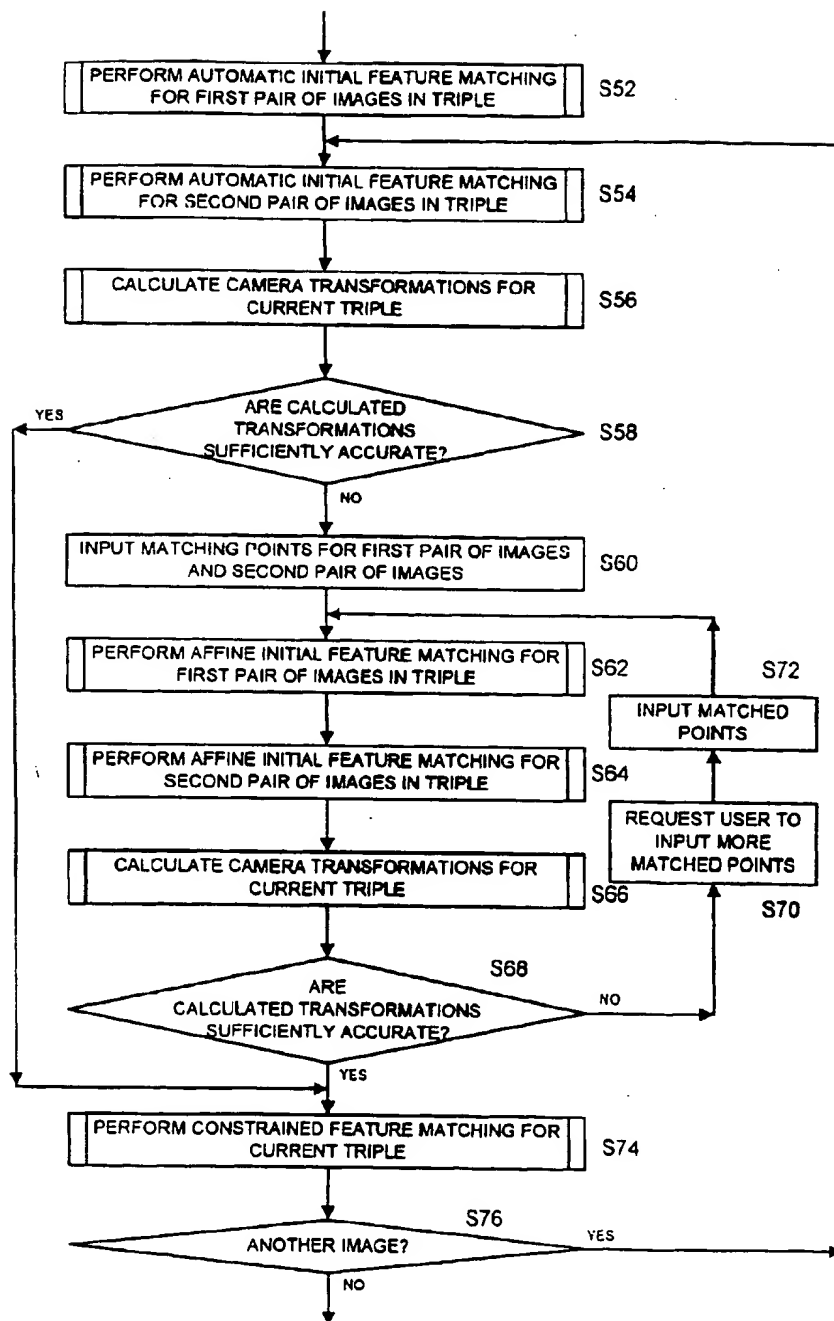 PERFORM AUTOMATIC INITIAL FEATURE MATCHING
FOR FIRST PAIR OF IMAGES IN TRIPLE
S52
PERFORM AUTOMATIC INITIAL FEATURE MATCHING
FOR SECOND PAIR OF IMAGES IN TRIPLE
S54
CALCULATE CAMERA TRANSFORMATIONS FOR
CURRENT TRIPLE
S56
YES
ARE CALCULATED
TRANSFORMATIONS
SUFFICIENTLY ACCURATE?
S58
NO
INPUT MATCHING POINTS FOR FIRST PAIR OF IMAGES
AND SECOND PAIR OF IMAGES
S60
PERFORM AFFINE INITIAL FEATURE MATCHING FOR
FIRST PAIR OF IMAGES IN TRIPLE
S62
S72
INPUT MATCHED
POINTS
PERFORM AFFINE INITIAL FEATURE MATCHING FOR
SECOND PAIR OF IMAGES IN TRIPLE
S64
REQUEST USER TO
INPUT MORE
MATCHED POINTS
S70
CALCULATE CAMERA TRANSFORMATIONS FOR
CURRENT TRIPLE
S66
S68
ARE
CALCULATED TRANSFORMATIONS
SUFFICIENTLY ACCURATE?
NO
YES
PERFORM CONSTRAINED FEATURE MATCHING FOR
CURRENT TRIPLE
S74
S76
ANOTHER IMAGE?
YES
NO